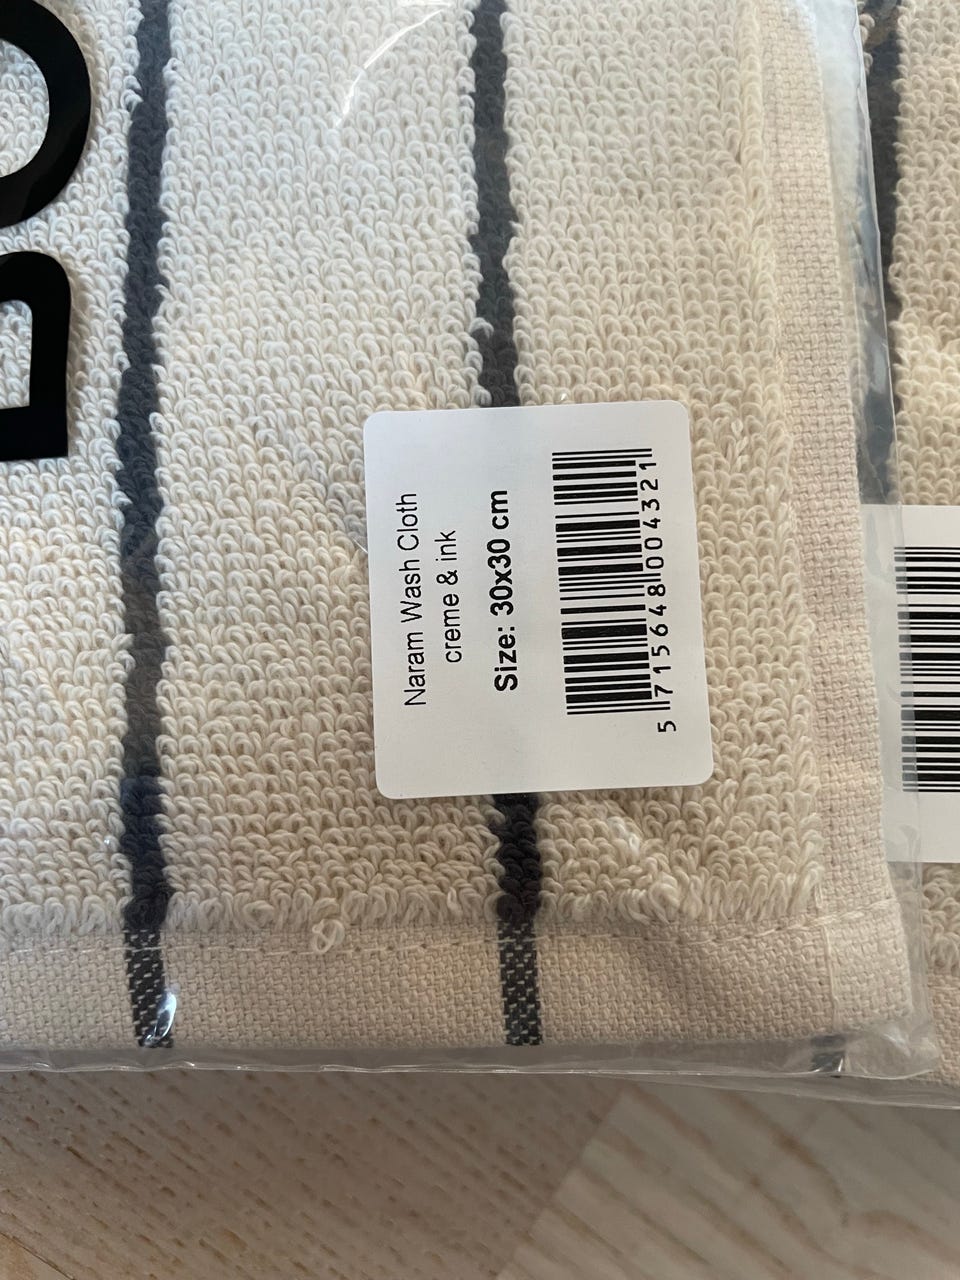 Naram Wash Cloth
creme & ink
Size: 30x30 cm
5 715648 004321